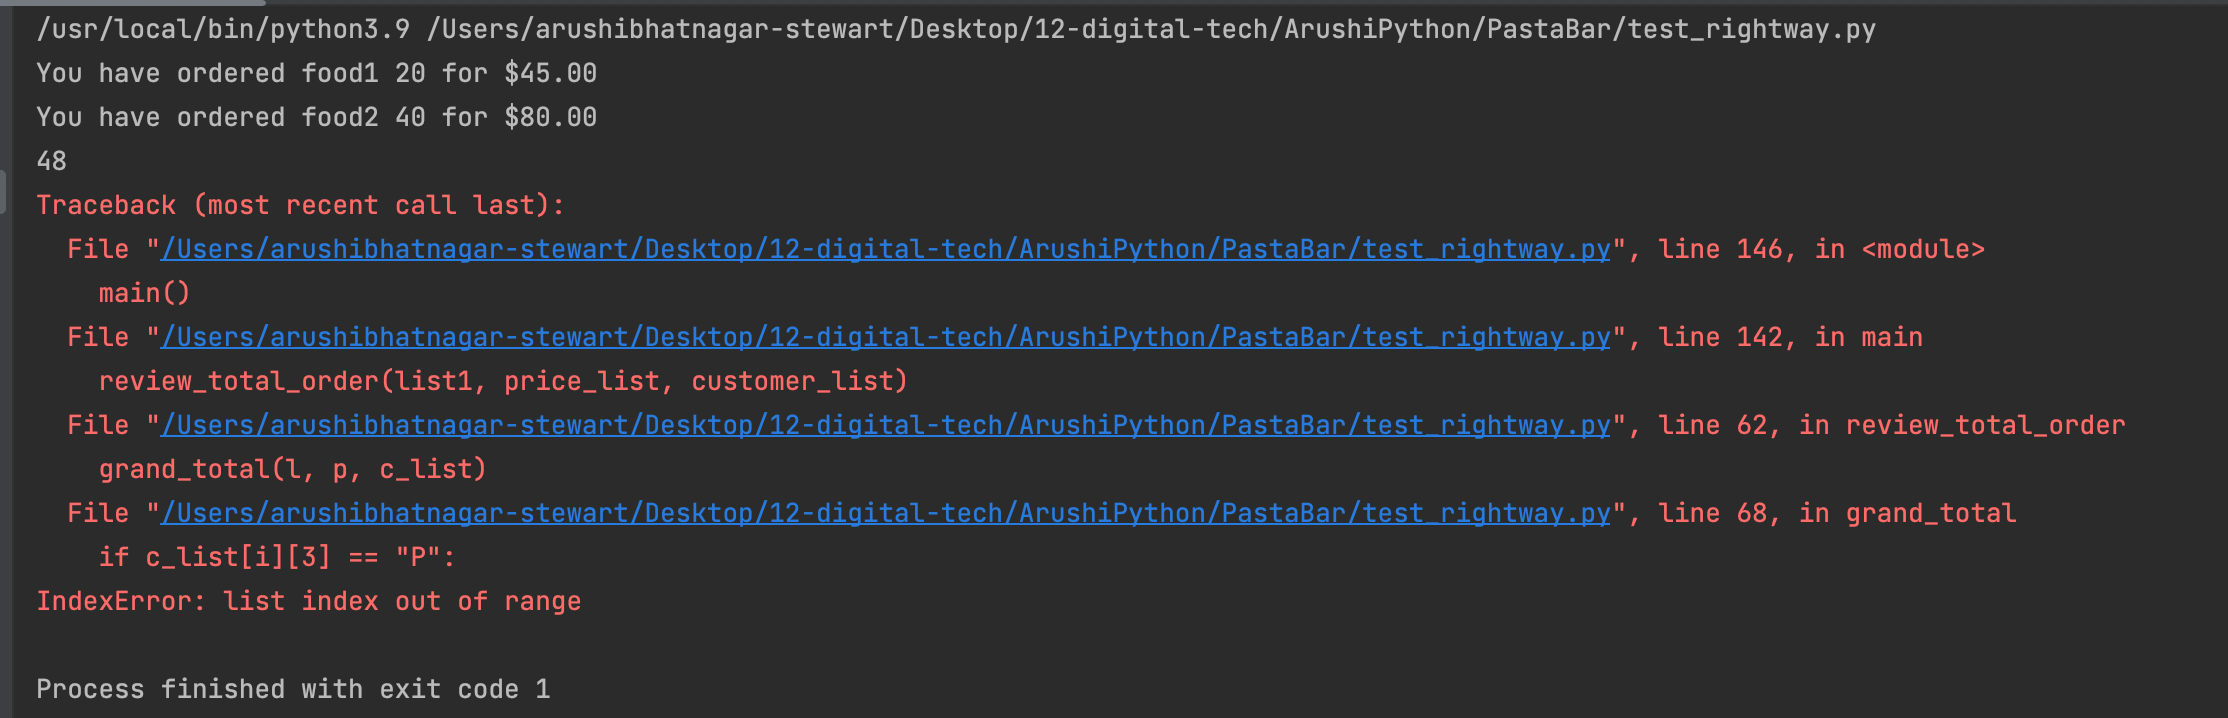 /usr/local/bin/python3.9 /Users/arushibhatnagar-stewart/Desktop/12-digital-tech/ArushiPython/PastaBar/test_rightway.py
You have ordered food1 20 for $45.00
You have ordered food2 40 for $80.00
48
Traceback (most recent call last):
  File "/Users/arushibhatnagar-stewart/Desktop/12-digital-tech/ArushiPython/PastaBar/test_rightway.py", line 146, in <module>
    main()
  File "/Users/arushibhatnagar-stewart/Desktop/12-digital-tech/ArushiPython/PastaBar/test_rightway.py", line 142, in main
    review_total_order(list1, price_list, customer_list)
  File "/Users/arushibhatnagar-stewart/Desktop/12-digital-tech/ArushiPython/PastaBar/test_rightway.py", line 62, in review_total_order
    grand_total(l, p, c_list)
  File "/Users/arushibhatnagar-stewart/Desktop/12-digital-tech/ArushiPython/PastaBar/test_rightway.py", line 68, in grand_total
    if c_list[i][3] == "P":
IndexError: list index out of range

Process finished with exit code 1